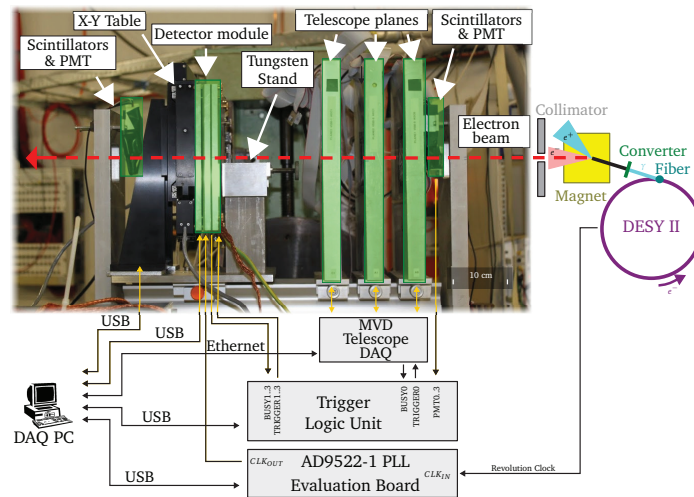 X-Y Table
Detector module
Scintillators
& PMT
Tungsten
Stand
Telescope planes
Scintillators
& PMT
Electron
beam
Collimator
e+
e-
Converter
Fiber
Magnet
DESY II
e−
10 cm
USB
USB
Ethernet
MVD
Telescope
DAQ
BUSY1..3
TRIGGER1..3
BUSY0
TRIGGER0
PMT0..3
Trigger
Logic Unit
DAQ PC
USB
CLKOUT
AD9522-1 PLL
Evaluation Board
CLKIN
Revolution Clock
USB